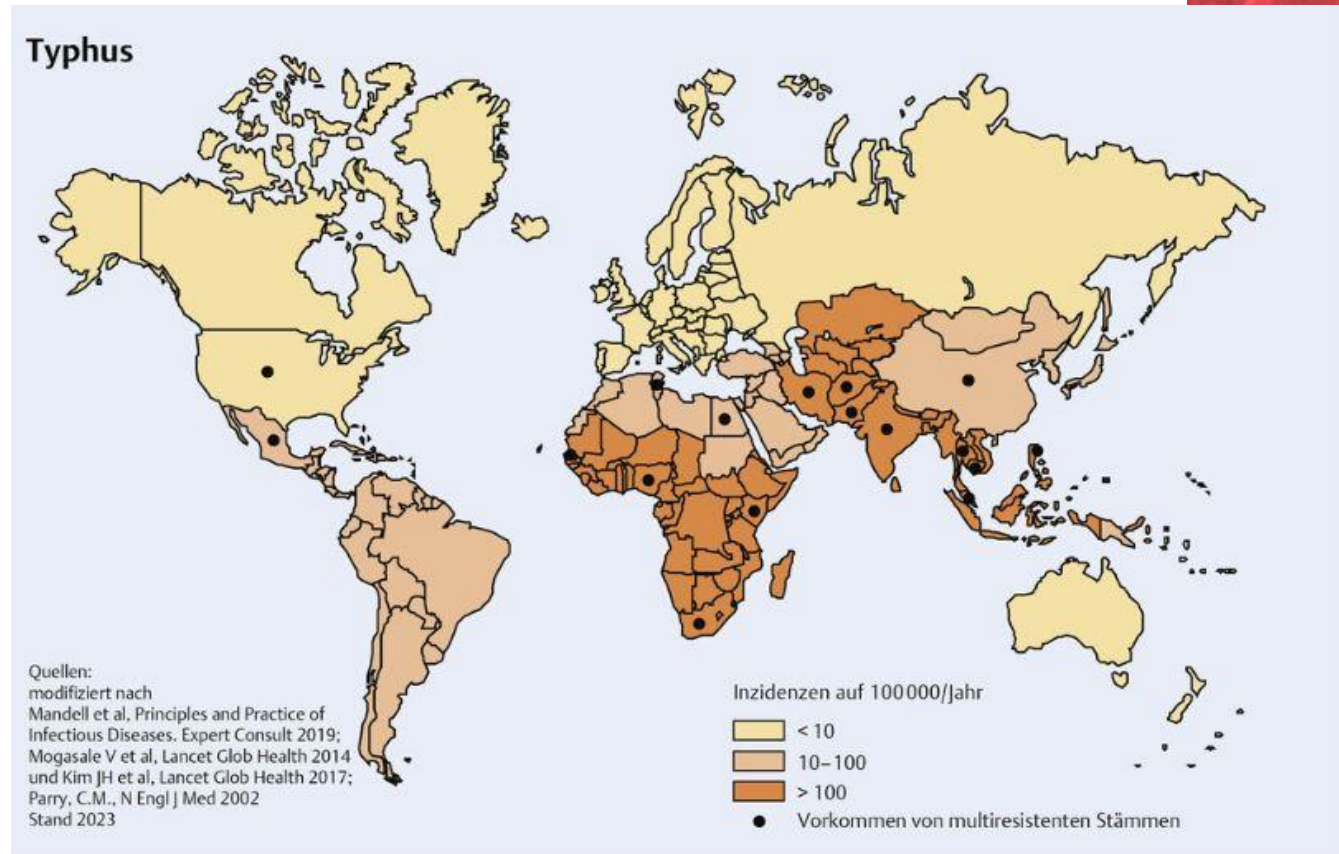 Typhus
Quellen:
modifiziert nach
Mandell et al, Principles and Practice of
Infectious Diseases. Expert Consult 2019;
Mogasale V et al, Lancet Glob Health 2014
und Kim JH et al, Lancet Glob Health 2017;
Parry, C.M., N Engl J Med 2002
Stand 2023
Inzidenzen auf 100 000/Jahr
< 10
10–100
> 100
Vorkommen von multiresistenten Stämmen